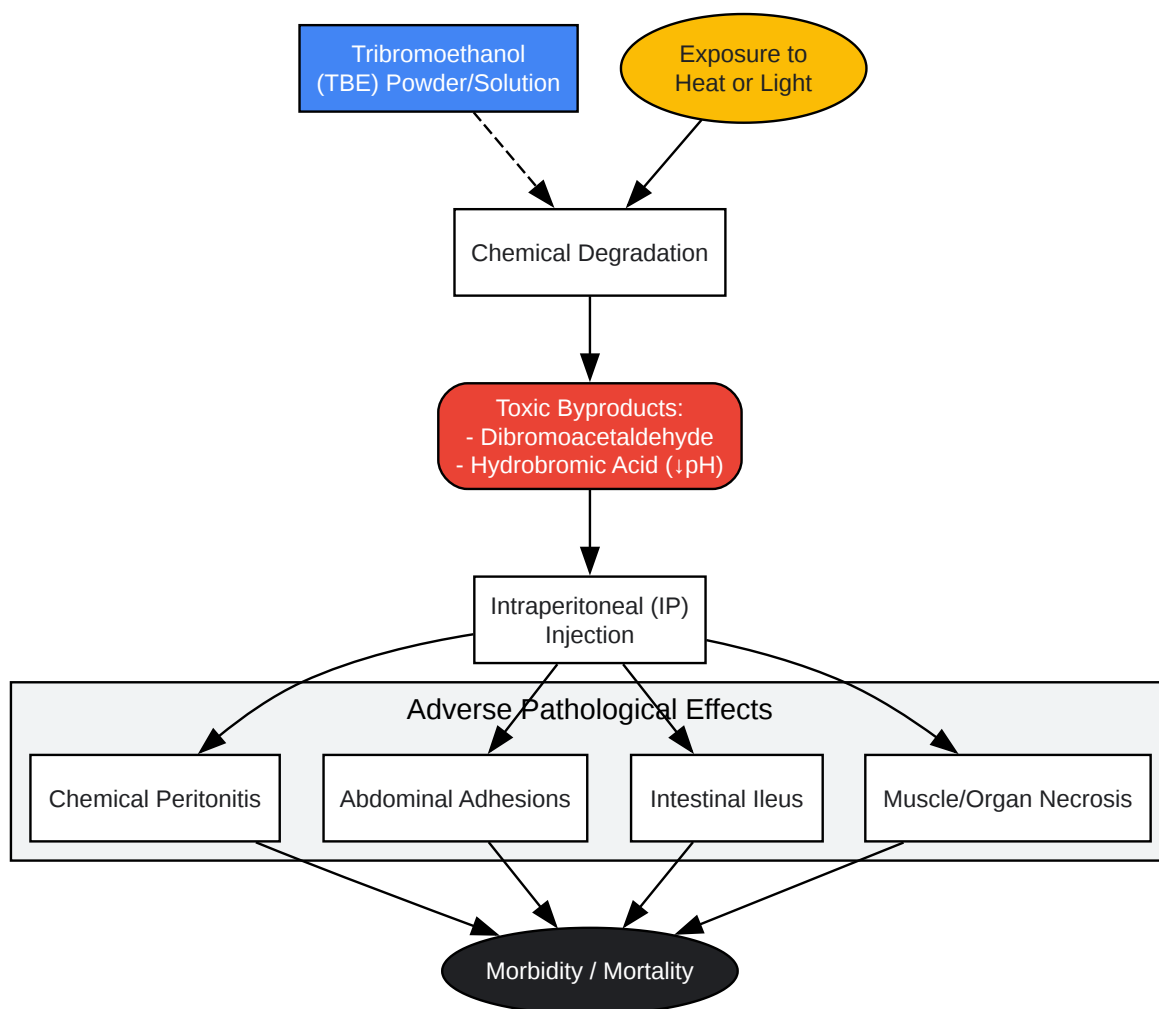 Tribromoethanol
(TBE) Powder/Solution
Exposure to
Heat or Light
Chemical Degradation
Toxic Byproducts:
- Dibromoacetaldehyde
- Hydrobromic Acid (↓pH)
Intraperitoneal (IP)
Injection
Adverse Pathological Effects
Chemical Peritonitis
Abdominal Adhesions
Intestinal Ileus
Muscle/Organ Necrosis
Morbidity / Mortality